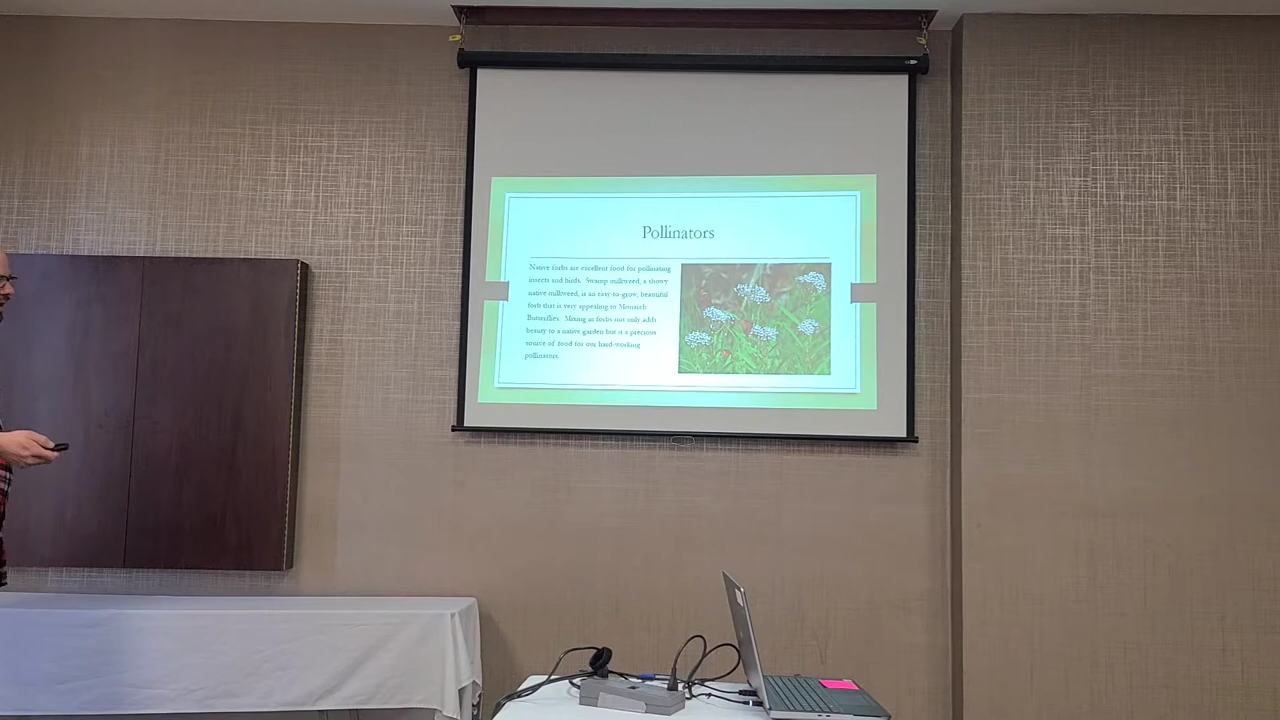 Pollinators
Native forbs are excellent food for pollinating
insects and birds. Swamp milkweed, a showy
native milkweed, is an easy-to-grow, beautiful
forb that is very appealing to Monarch
Butterflies. Mixing in forbs not only adds
beauty to a native garden but is a precious
source of food for our hard-working
pollinators.